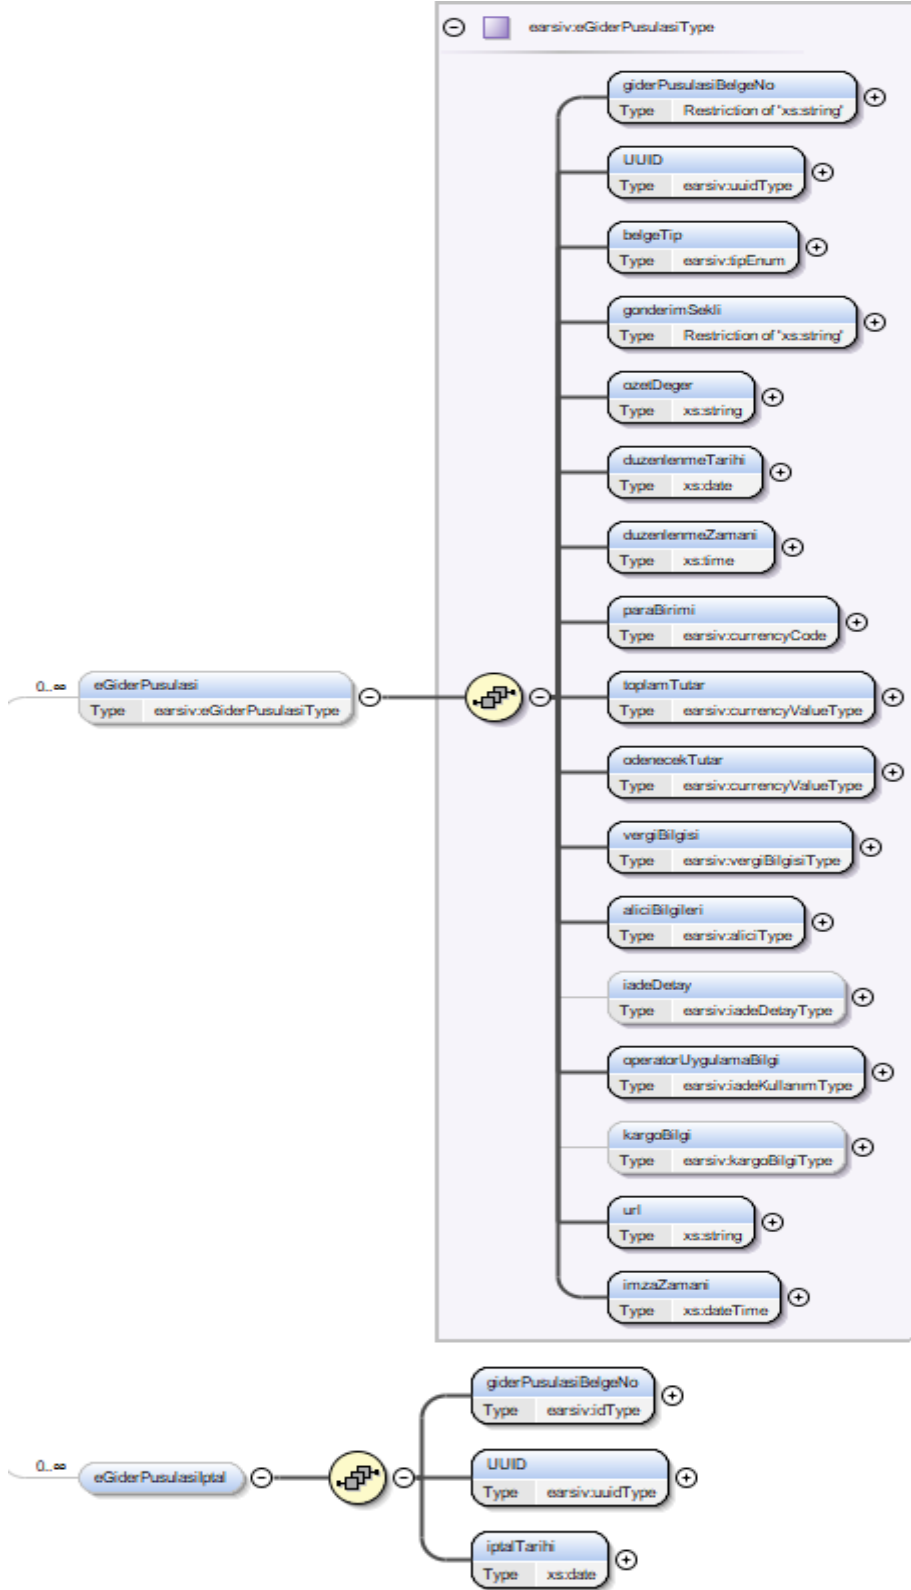 earsiv:eGiderPusulasiType
giderPusulasiBelgeNo
Type Restriction of "xs:string"
UUID
Type earsiv:uuidType
belgeTip
Type earsiv:tipEnum
gonderimSekli
Type Restriction of "xs:string"
ozetDeger
Type xs:string
duzenlenmeTarihi
Type xs:date
duzenlenmeZamani
Type xs:time
paraBirimi
Type earsiv:currencyCode
0..∞
eGiderPusulasi
Type earsiv:eGiderPusulasiType
toplamTutar
Type earsiv:currencyValueType
odenecekTutar
Type earsiv:currencyValueType
vergiBilgisi
Type earsiv:vergiBilgisiType
aliciBilgileri
Type earsiv:aliciType
iadeDetay
Type earsiv:iadeDetayType
operatorUygulamaBilgi
Type earsiv:iadeKullanımType
kargoBilgi
Type earsiv:kargoBilgiType
url
Type xs:string
imzaZamani
Type xs:dateTime
giderPusulasiBelgeNo
Type earsiv:idType
0..∞
eGiderPusulasiIptal
UUID
Type earsiv:uuidType
iptalTarihi
Type xs:date